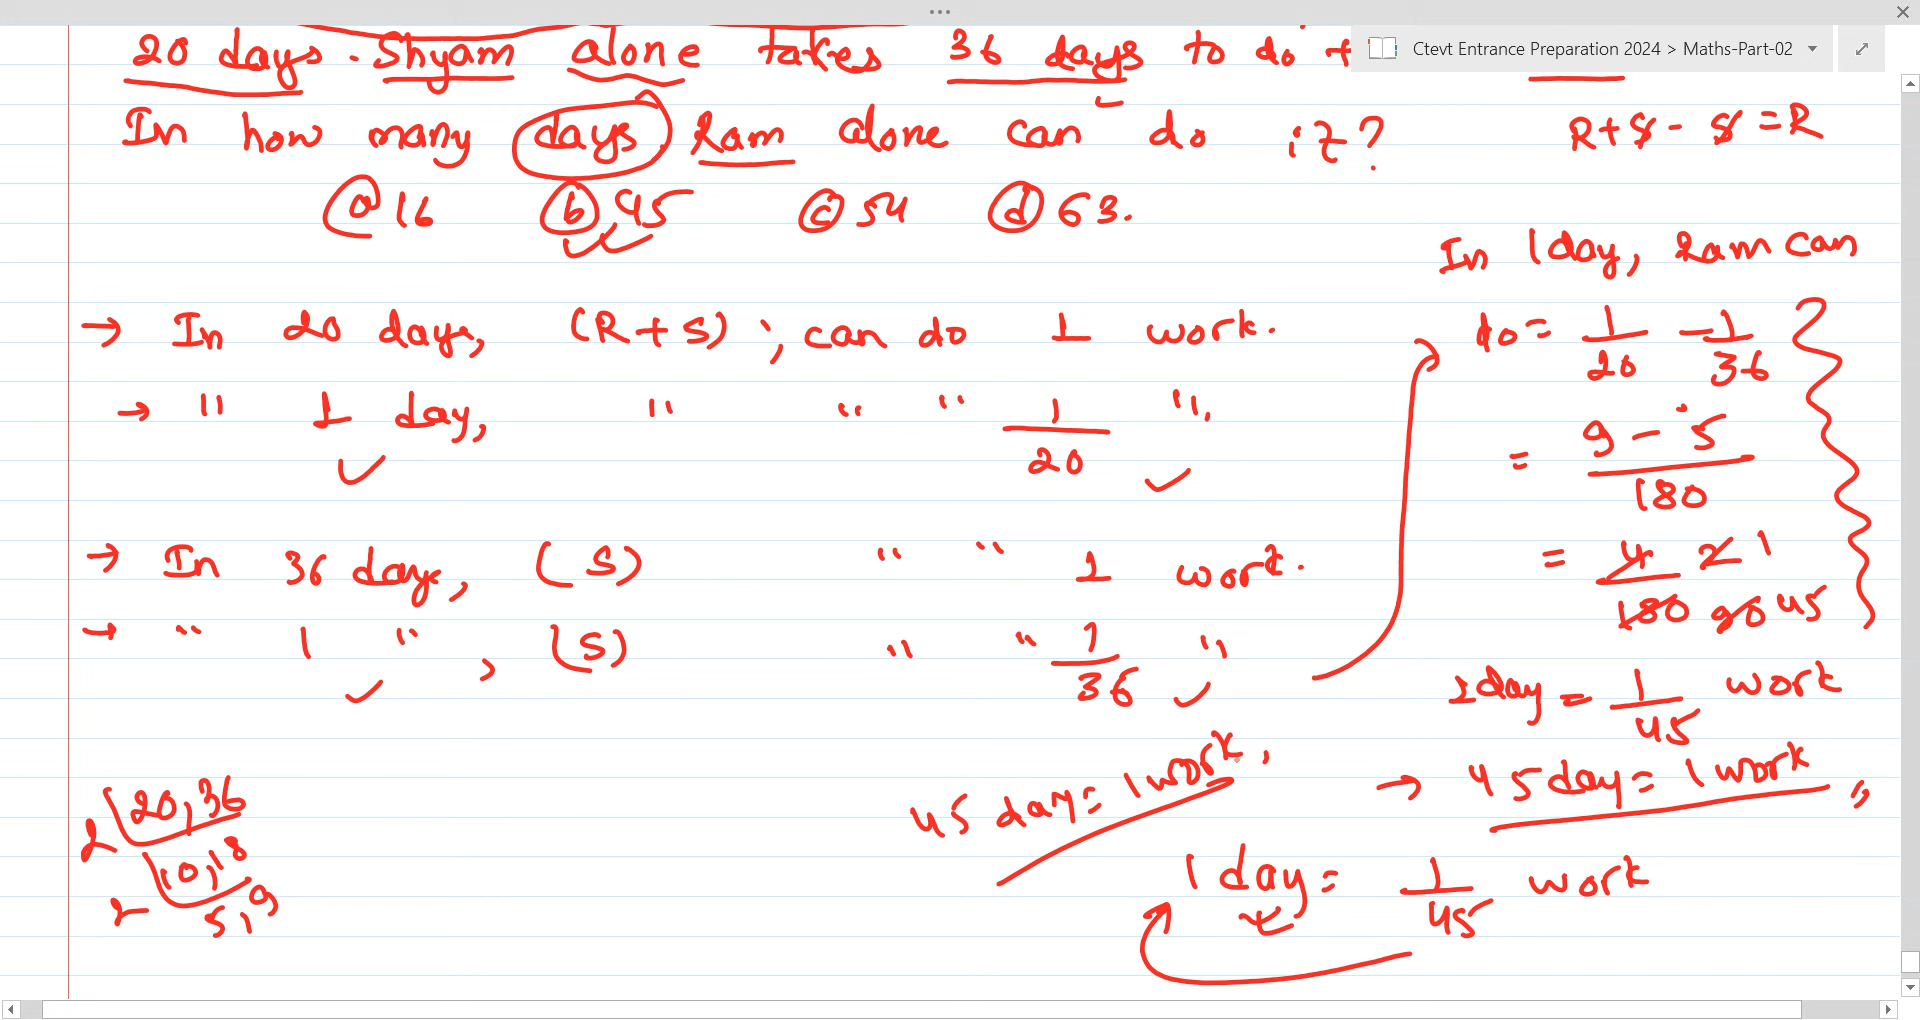 Ctevt Entrance Preparation 2024 > Maths-Part-02
20 days. Shyam alone takes 36 days to do
In how many days Ram alone can do it?
R+S - S = R
(a) 16 (b) 45 (c) 54 (d) 63.
→ In 20 days, (R+S) ; can do 1 work.
→ " 1 day, " " " 1/20 ".
→ In 36 days, (S) " " 1 work.
→ " 1 " , (S) " " 1/36 "
In 1 day, Ram can
do = 1/20 - 1/36
= 9 - 5 / 180
= 4 2 1 / 180 90 45
1 day = 1/45 work
→ 45 day = 1 work "
45 day = 1 work,
1 day = 1/45 work
2 | 20, 36
2 | 10, 18
5, 9